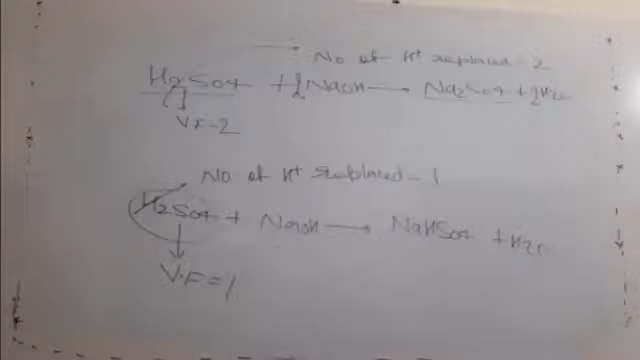 → No of H+ replaced - 2
H2SO4 + 2NaOH → Na2SO4 + 2H2O
V.F - 2
No of H+ replaced - 1
H2SO4 + NaOH → NaHSO4 + H2O
V.F = 1